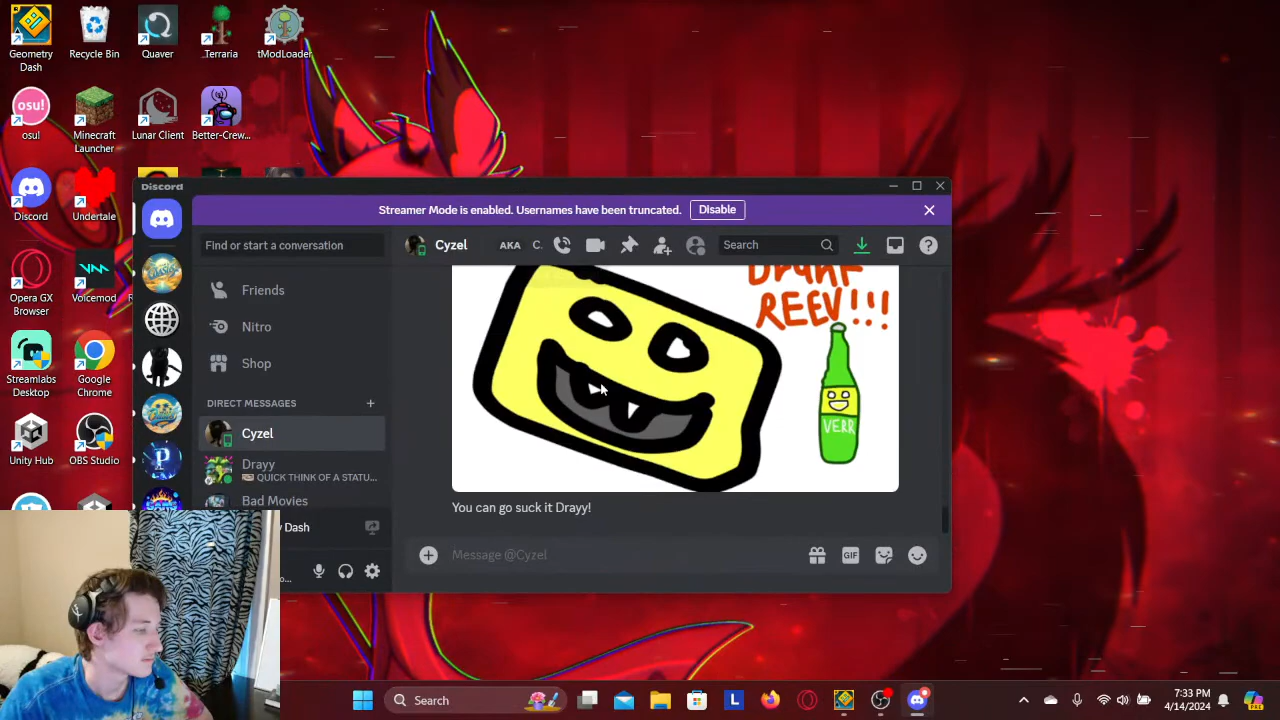 Geometry Dash
Recycle Bin
Quaver
Terraria
tModLoader
osu!
osu!
Minecraft Launcher
Lunar Client
Better-Crew...
Discord
Undertale
Opera GX Browser
Voicemod
Streamlabs Desktop
Google Chrome
Unity Hub
OBS Studio
Discord
Streamer Mode is enabled. Usernames have been truncated.
Disable
Find or start a conversation
Cyzel
AKA
C.
Search
Friends
Nitro
Shop
DIRECT MESSAGES
Cyzel
Drayy
QUICK THINK OF A STATU...
Bad Movies
y Dash
o...
REEV!!!
VERR
You can go suck it Drayy!
Message @Cyzel
GIF
Search
L
7:33 PM
4/14/2024
PRE